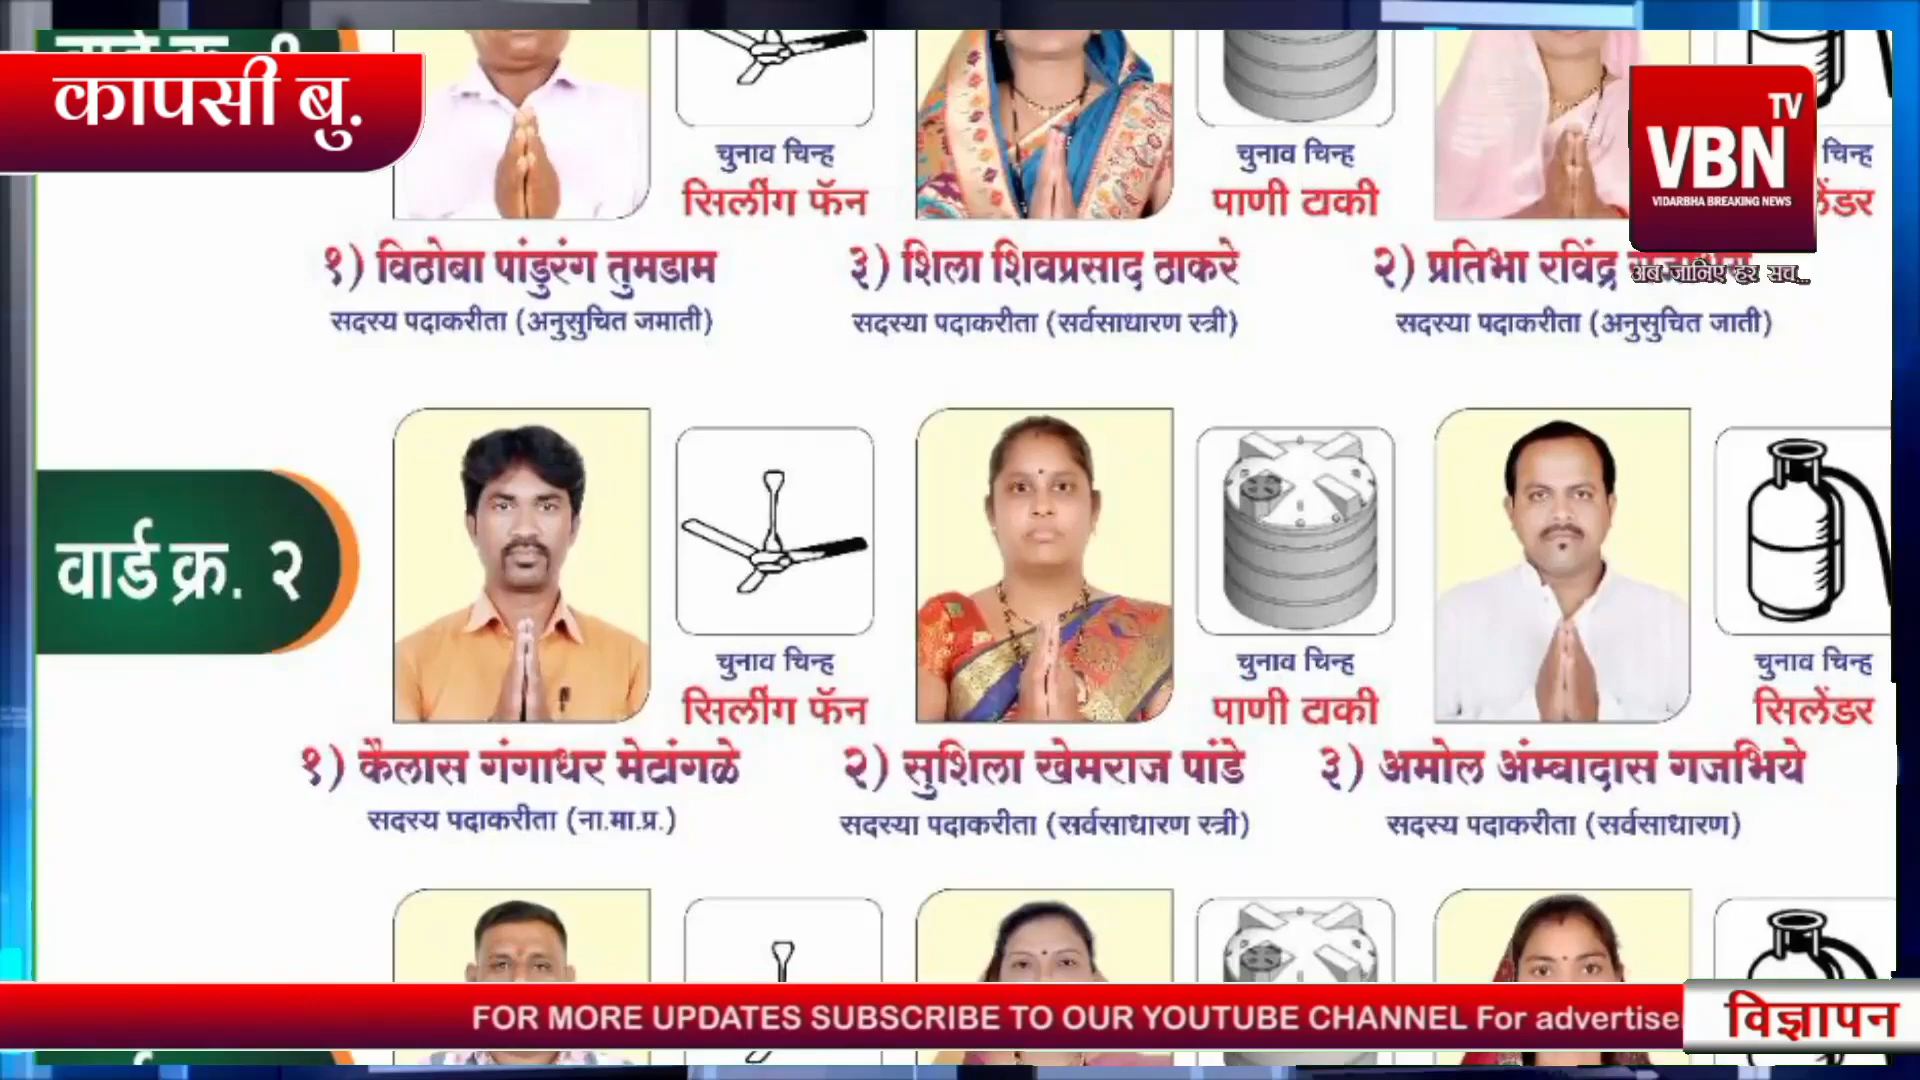 कापसी बु.
TV
VBN
VIDARBHA BREAKING NEWS
अब जानिए हर सच...
चुनाव चिन्ह
सिलींग फॅन
चुनाव चिन्ह
पाणी टाकी
चिन्ह
१) विठोबा पांडुरंग तुमडाम
सदस्य पदाकरीता (अनुसुचित जमाती)
३) शिला शिवप्रसाद ठाकरे
सदस्या पदाकरीता (सर्वसाधारण स्त्री)
२) प्रतिभा रविंद्र
सदस्या पदाकरीता (अनुसुचित जाती)
वार्ड क्र. २
चुनाव चिन्ह
सिलींग फॅन
चुनाव चिन्ह
पाणी टाकी
चुनाव चिन्ह
सिलेंडर
१) कैलास गंगाधर मेटांगळे
सदस्य पदाकरीता (ना.मा.प्र.)
२) सुशिला खेमराज पांडे
सदस्या पदाकरीता (सर्वसाधारण स्त्री)
३) अमोल अंम्बादास गजभिये
सदस्य पदाकरीता (सर्वसाधारण)
FOR MORE UPDATES SUBSCRIBE TO OUR YOUTUBE CHANNEL For advertise
विज्ञापन